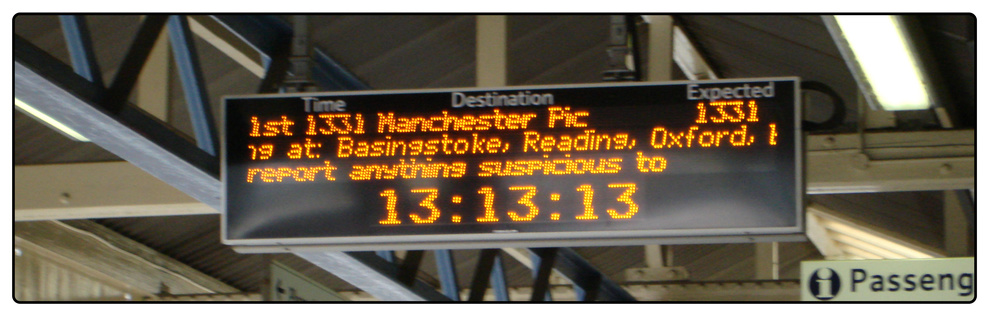 Time Destination Expected
1st 1331 Manchester Pic 1331
ng at: Basingstoke, Reading, Oxford,
report anything suspicious to
13:13:13
i Passeng